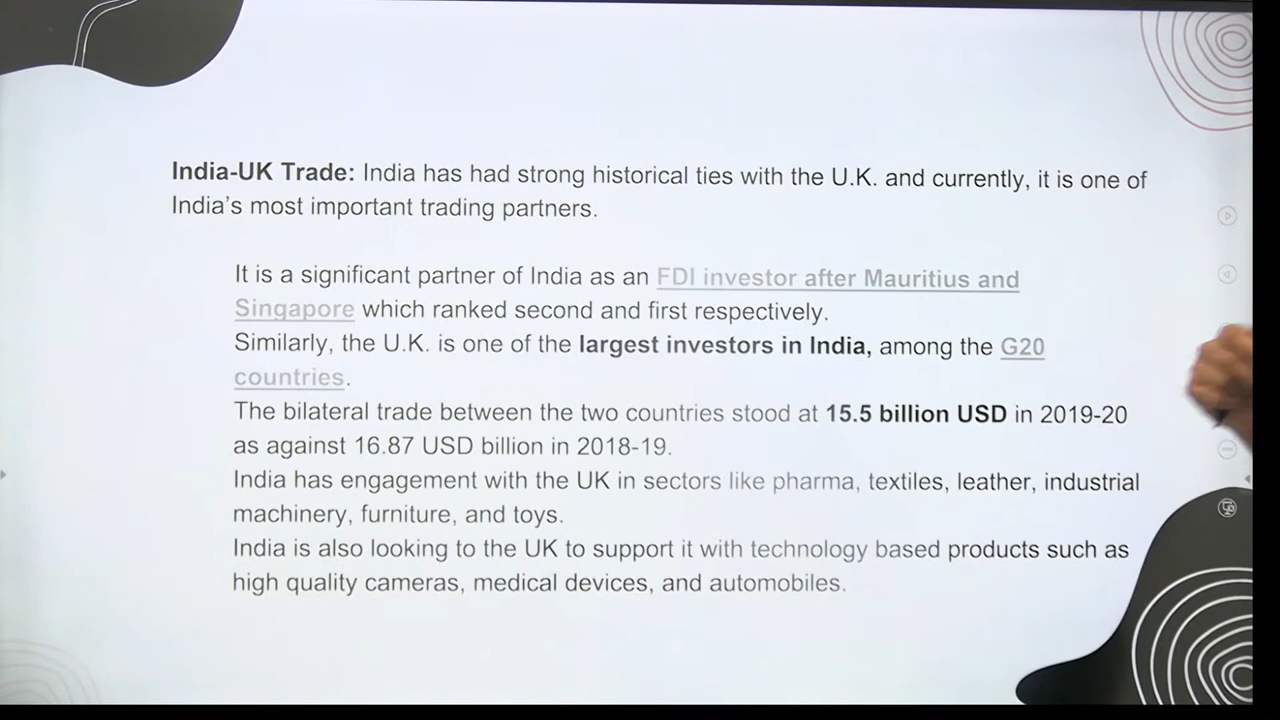 India-UK Trade: India has had strong historical ties with the U.K. and currently, it is one of
India's most important trading partners.
It is a significant partner of India as an FDI investor after Mauritius and
Singapore which ranked second and first respectively.
Similarly, the U.K. is one of the largest investors in India, among the G20
countries.
The bilateral trade between the two countries stood at 15.5 billion USD in 2019-20
as against 16.87 USD billion in 2018-19.
India has engagement with the UK in sectors like pharma, textiles, leather, industrial
machinery, furniture, and toys.
India is also looking to the UK to support it with technology based products such as
high quality cameras, medical devices, and automobiles.